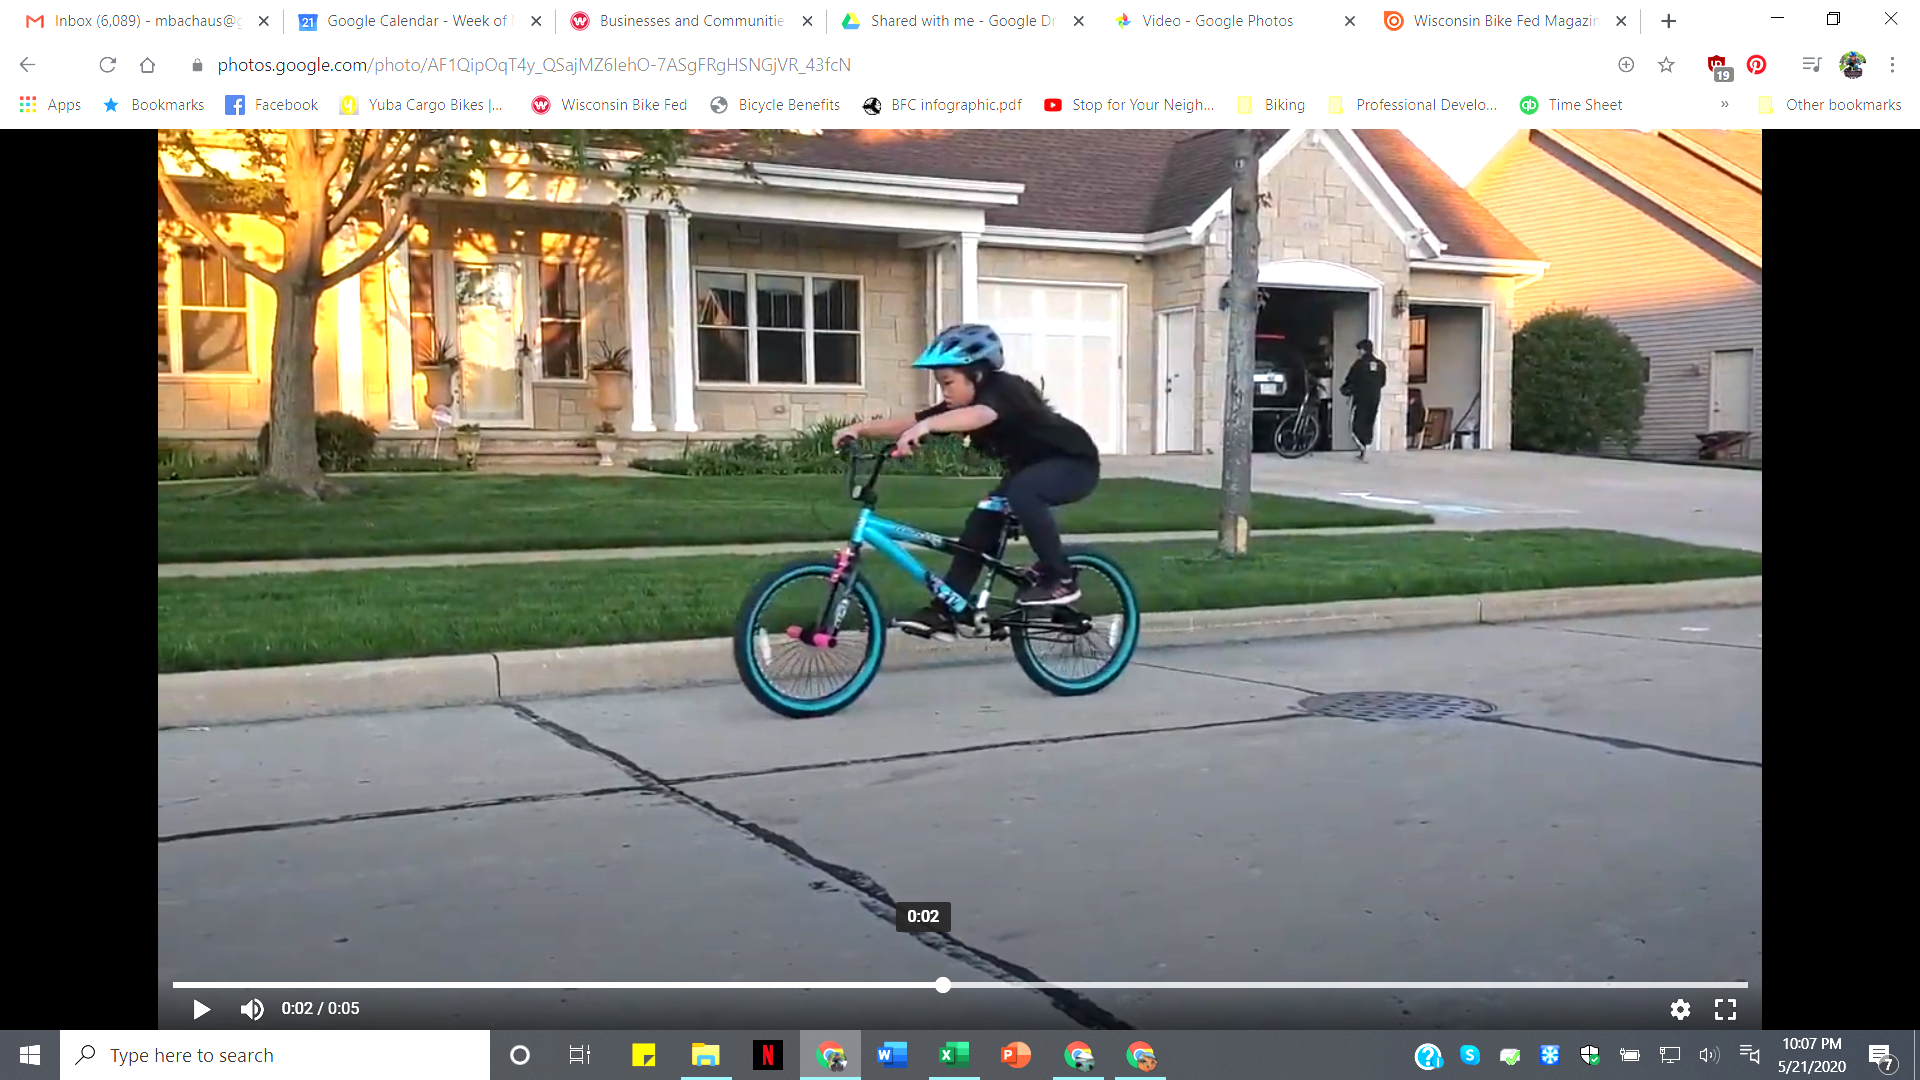 Inbox (6,089) - mbachaus@g
Google Calendar - Week of
Businesses and Communitie
Shared with me - Google Dr
Video - Google Photos
Wisconsin Bike Fed Magazin
photos.google.com/photo/AF1QipOqT4y_QSajMZ6IehO-7ASgFRgHSNGjVR_43fcN
19
Apps
Bookmarks
Facebook
Yuba Cargo Bikes |...
Wisconsin Bike Fed
Bicycle Benefits
BFC infographic.pdf
Stop for Your Neigh...
Biking
Professional Develo...
Time Sheet
»
Other bookmarks
0:02
0:02 / 0:05
Type here to search
10:07 PM
5/21/2020
7